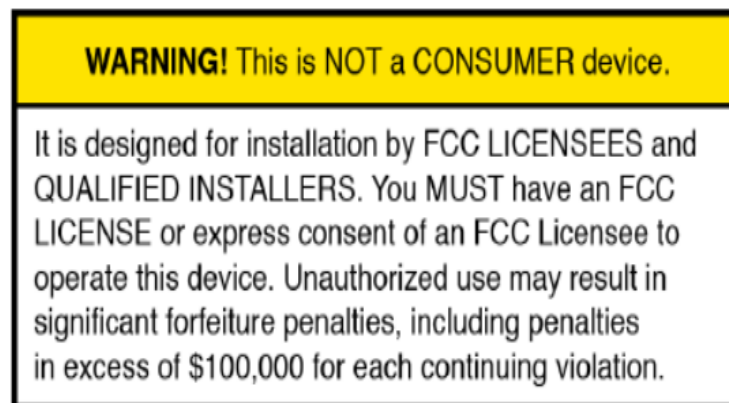 WARNING! This is NOT a CONSUMER device.
It is designed for installation by FCC LICENSEES and
QUALIFIED INSTALLERS. You MUST have an FCC
LICENSE or express consent of an FCC Licensee to
operate this device. Unauthorized use may result in
significant forfeiture penalties, including penalties
in excess of $100,000 for each continuing violation.